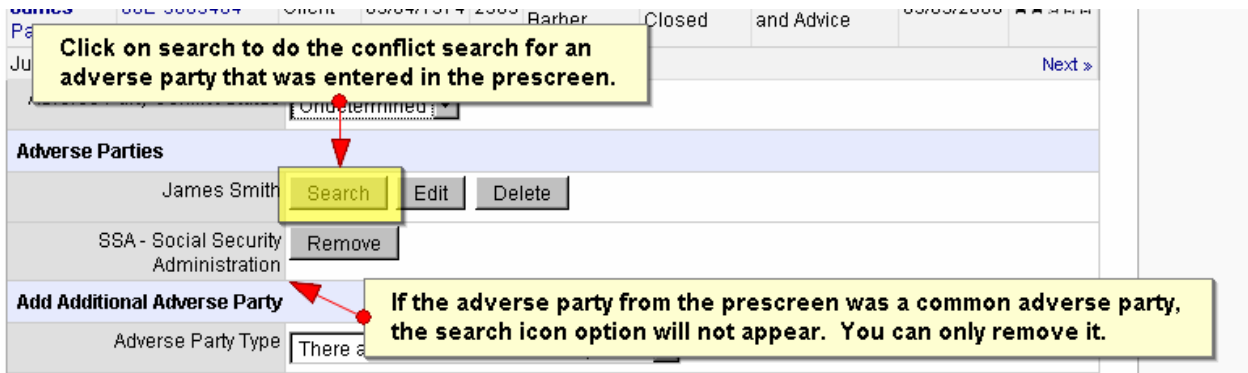 Barber Closed and Advice
Click on search to do the conflict search for an
adverse party that was entered in the prescreen.
Next »
Undetermined
Adverse Parties
James Smith Search Edit Delete
SSA - Social Security
Administration Remove
Add Additional Adverse Party
If the adverse party from the prescreen was a common adverse party,
the search icon option will not appear. You can only remove it.
Adverse Party Type There a